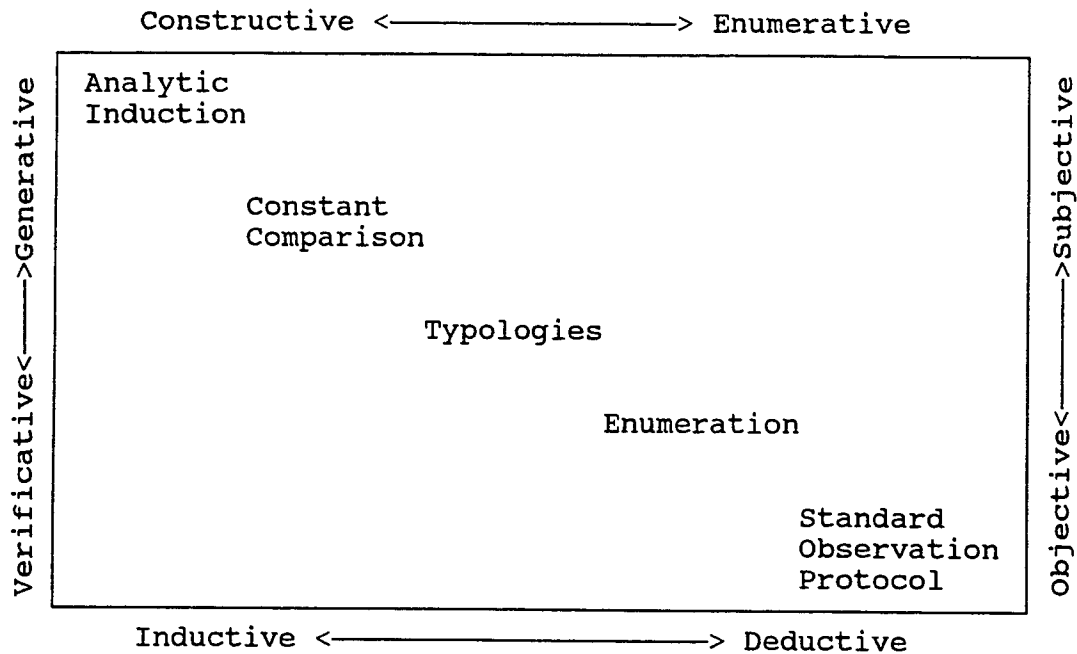 Constructive <————> Enumerative
Verificative<——>Generative
Analytic
Induction
Constant
Comparison
Typologies
Enumeration
Standard
Observation
Protocol
Objective<——>Subjective
Inductive <————> Deductive